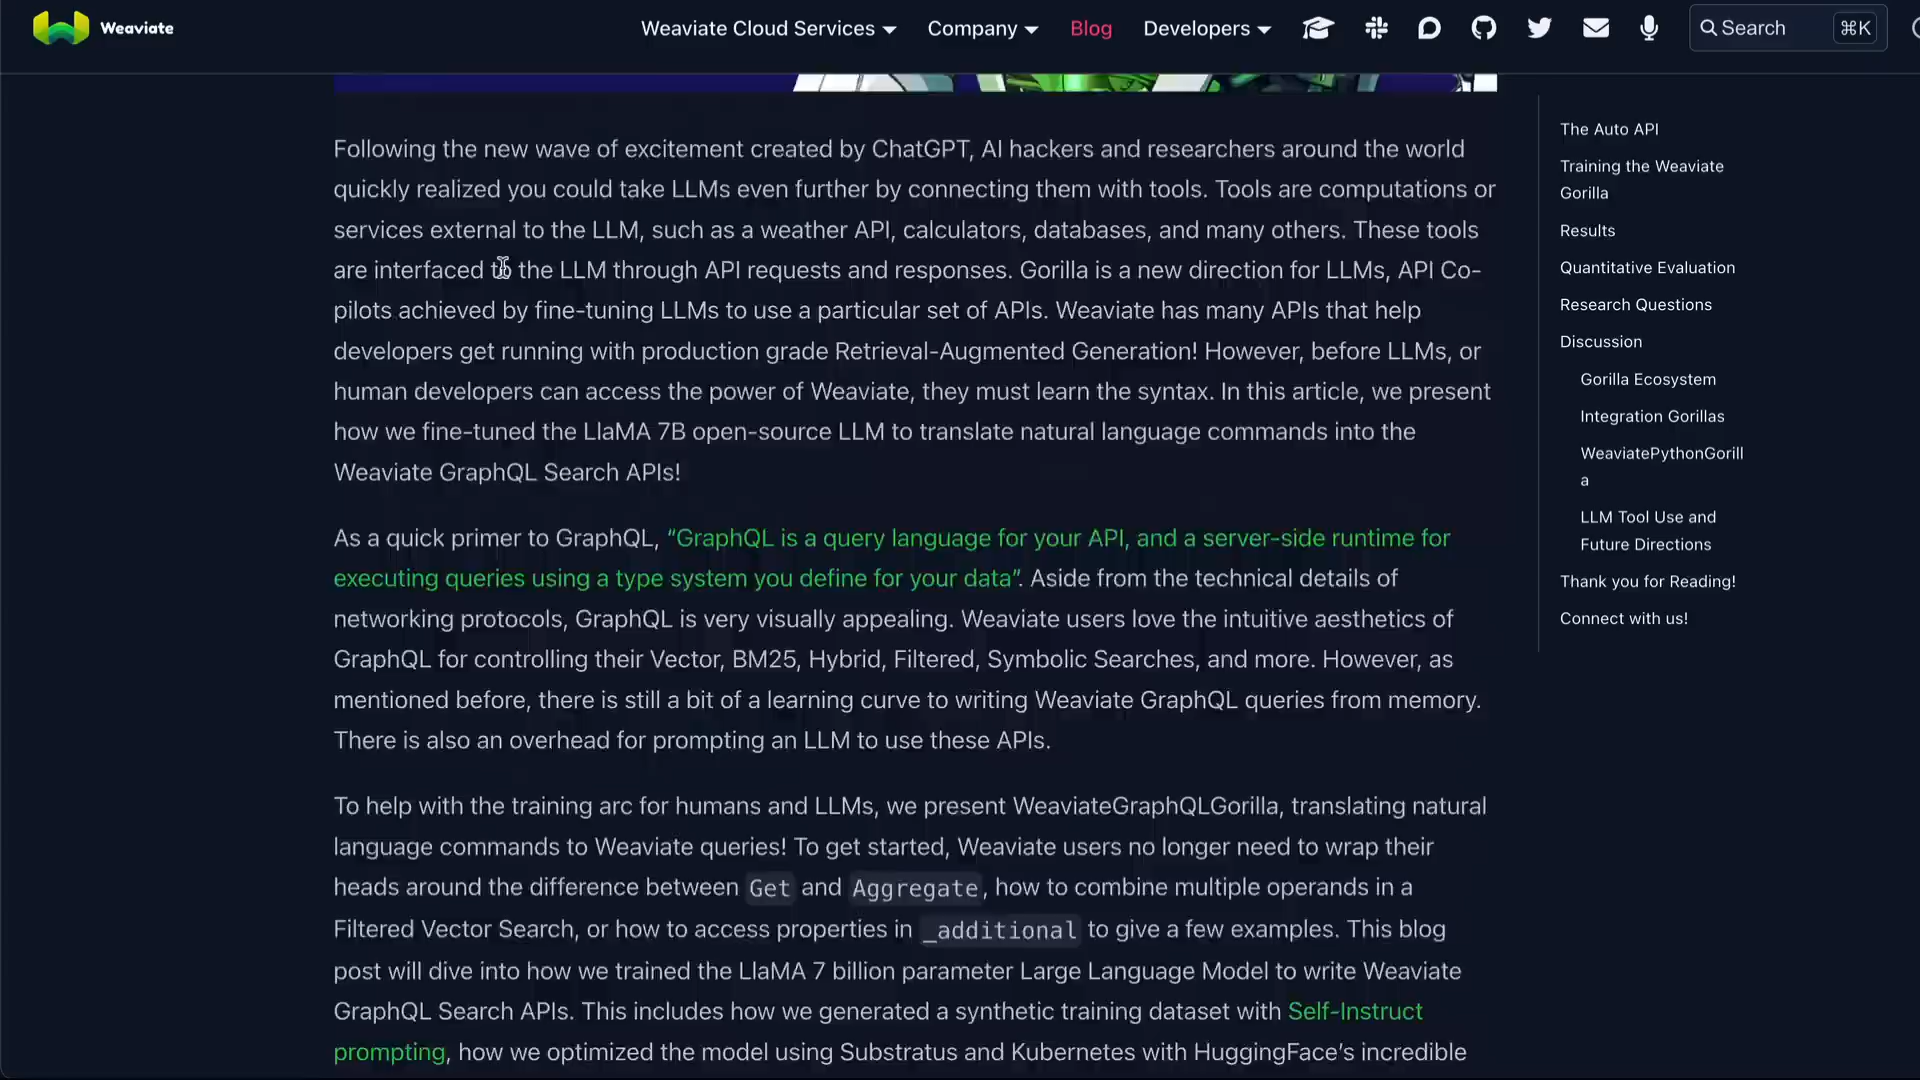 Weaviate
Weaviate Cloud Services
Company
Blog
Developers
Search
⌘K
Following the new wave of excitement created by ChatGPT, AI hackers and researchers around the world
quickly realized you could take LLMs even further by connecting them with tools. Tools are computations or
services external to the LLM, such as a weather API, calculators, databases, and many others. These tools
are interfaced to the LLM through API requests and responses. Gorilla is a new direction for LLMs, API Co-
pilots achieved by fine-tuning LLMs to use a particular set of APIs. Weaviate has many APIs that help
developers get running with production grade Retrieval-Augmented Generation! However, before LLMs, or
human developers can access the power of Weaviate, they must learn the syntax. In this article, we present
how we fine-tuned the LlaMA 7B open-source LLM to translate natural language commands into the
Weaviate GraphQL Search APIs!
As a quick primer to GraphQL, “GraphQL is a query language for your API, and a server-side runtime for
executing queries using a type system you define for your data”. Aside from the technical details of
networking protocols, GraphQL is very visually appealing. Weaviate users love the intuitive aesthetics of
GraphQL for controlling their Vector, BM25, Hybrid, Filtered, Symbolic Searches, and more. However, as
mentioned before, there is still a bit of a learning curve to writing Weaviate GraphQL queries from memory.
There is also an overhead for prompting an LLM to use these APIs.
To help with the training arc for humans and LLMs, we present WeaviateGraphQLGorilla, translating natural
language commands to Weaviate queries! To get started, Weaviate users no longer need to wrap their
heads around the difference between Get and Aggregate, how to combine multiple operands in a
Filtered Vector Search, or how to access properties in _additional to give a few examples. This blog
post will dive into how we trained the LlaMA 7 billion parameter Large Language Model to write Weaviate
GraphQL Search APIs. This includes how we generated a synthetic training dataset with Self-Instruct
prompting, how we optimized the model using Substratus and Kubernetes with HuggingFace’s incredible
The Auto API
Training the Weaviate
Gorilla
Results
Quantitative Evaluation
Research Questions
Discussion
Gorilla Ecosystem
Integration Gorillas
WeaviatePythonGorill
a
LLM Tool Use and
Future Directions
Thank you for Reading!
Connect with us!